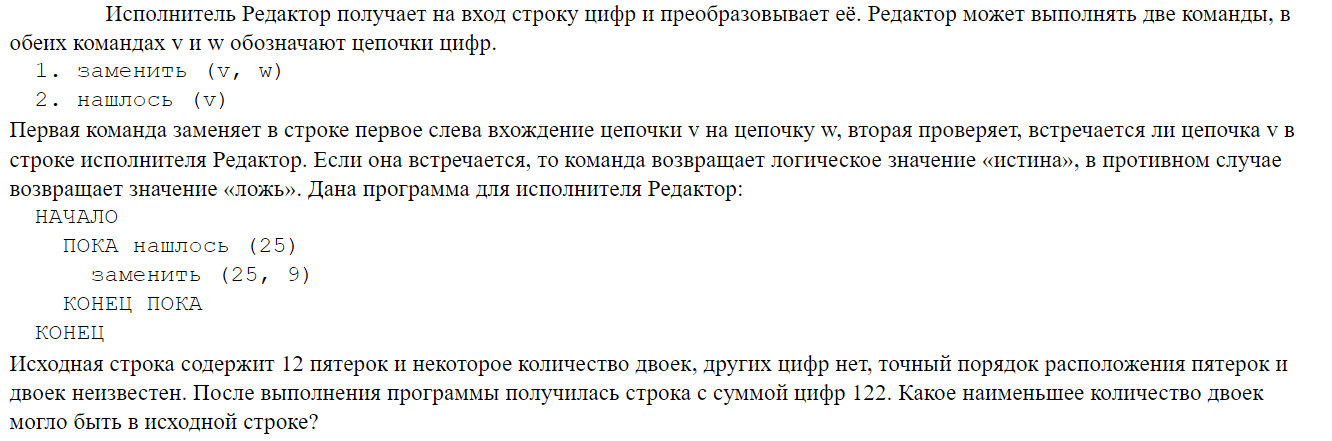 Исполнитель Редактор получает на вход строку цифр и преобразовывает её. Редактор может выполнять две команды, в
обеих командах v и w обозначают цепочки цифр.
1. заменить (v, w)
2. нашлось (v)
Первая команда заменяет в строке первое слева вхождение цепочки v на цепочку w, вторая проверяет, встречается ли цепочка v в
строке исполнителя Редактор. Если она встречается, то команда возвращает логическое значение «истина», в противном случае
возвращает значение «ложь». Дана программа для исполнителя Редактор:
НАЧАЛО
ПОКА нашлось (25)
заменить (25, 9)
КОНЕЦ ПОКА
КОНЕЦ
Исходная строка содержит 12 пятерок и некоторое количество двоек, других цифр нет, точный порядок расположения пятерок и
двоек неизвестен. После выполнения программы получилась строка с суммой цифр 122. Какое наименьшее количество двоек
могло быть в исходной строке?